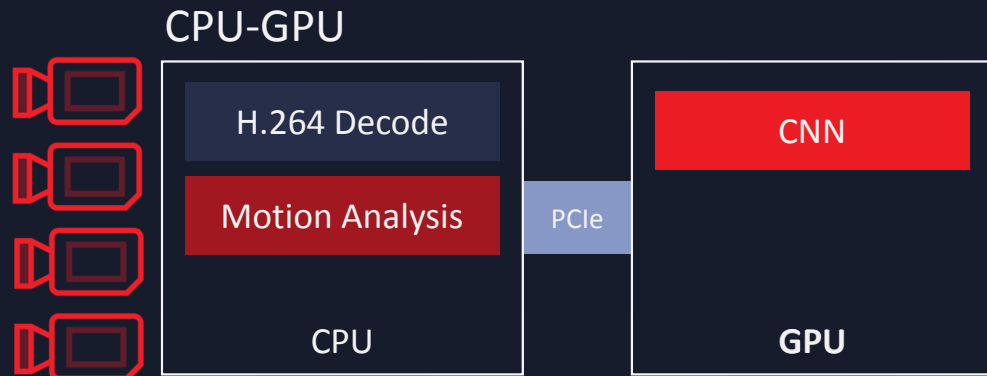 CPU-GPU
H.264 Decode
Motion Analysis
CPU
PCIe
CNN
GPU